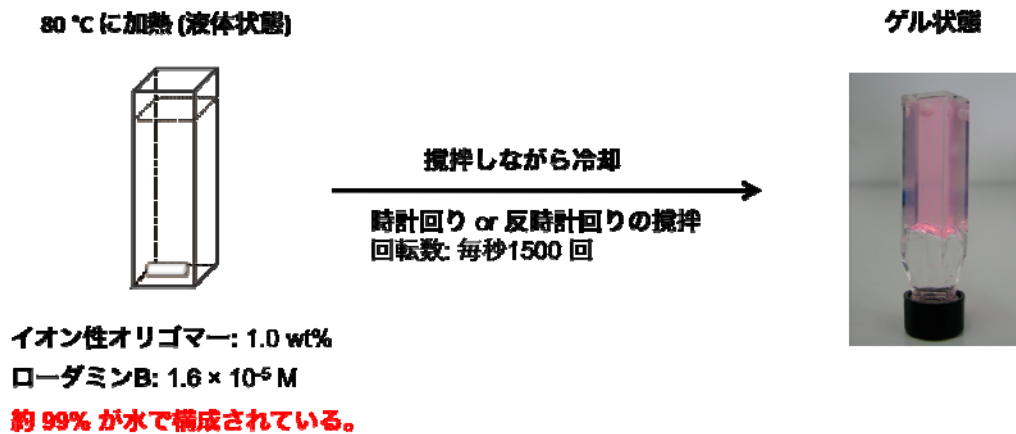 80 ℃ に加熱 (液体状態)
ゲル状態
撹拌しながら冷却
時計回り or 反時計回りの撹拌
回転数: 毎秒1500 回
イオン性オリゴマー: 1.0 wt%
ローダミンB: 1.6 × 10⁻⁵ M
約 99% が水で構成されている。